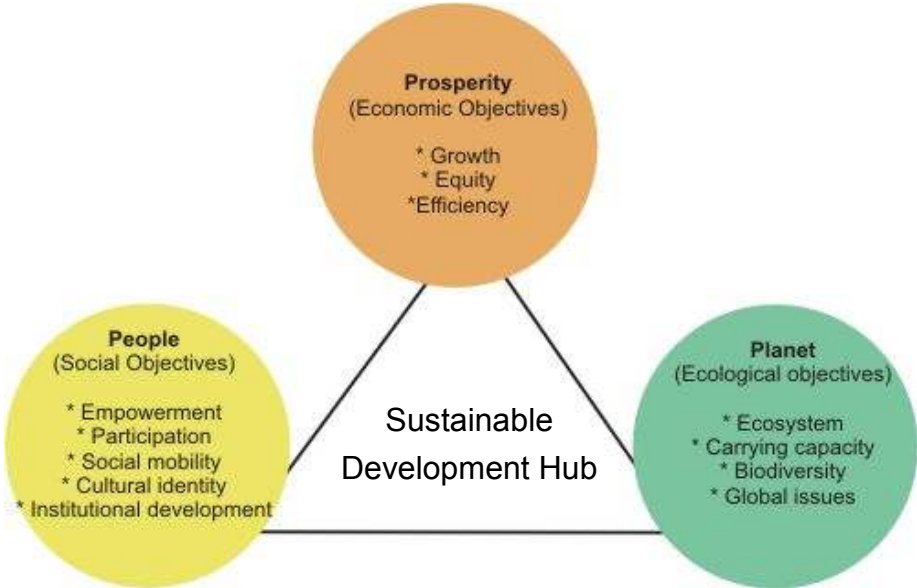 Prosperity
(Economic Objectives)
* Growth
* Equity
*Efficiency
People
(Social Objectives)
* Empowerment
* Participation
* Social mobility
* Cultural identity
* Institutional development
Sustainable
Development Hub
Planet
(Ecological objectives)
* Ecosystem
* Carrying capacity
* Biodiversity
* Global issues